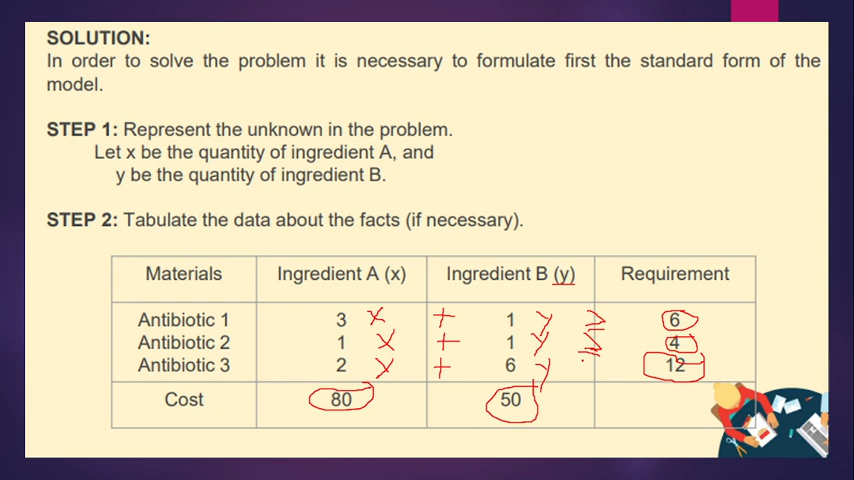 SOLUTION:
In order to solve the problem it is necessary to formulate first the standard form of the
model.
STEP 1: Represent the unknown in the problem.
Let x be the quantity of ingredient A, and
y be the quantity of ingredient B.
STEP 2: Tabulate the data about the facts (if necessary).
Materials Ingredient A (x) Ingredient B (y) Requirement
Antibiotic 1 3 x + 1 y ≥ 6
Antibiotic 2 1 x + 1 y ≥ 4
Antibiotic 3 2 x + 6 y 12
Cost 80 50